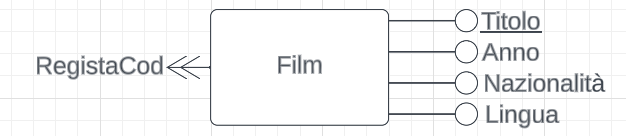 Titolo
Anno
RegistaCod
Film
Nazionalità
Lingua